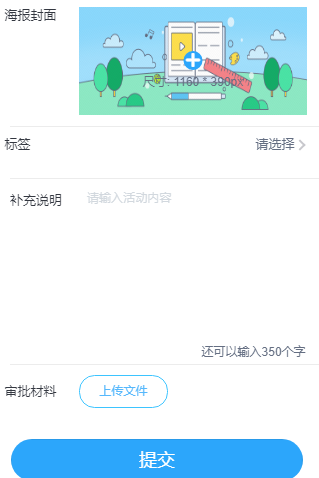 海报封面
尺寸：1160 * 390px
标签
请选择
补充说明
请输入活动内容
还可以输入350个字
审批材料
上传文件
提交